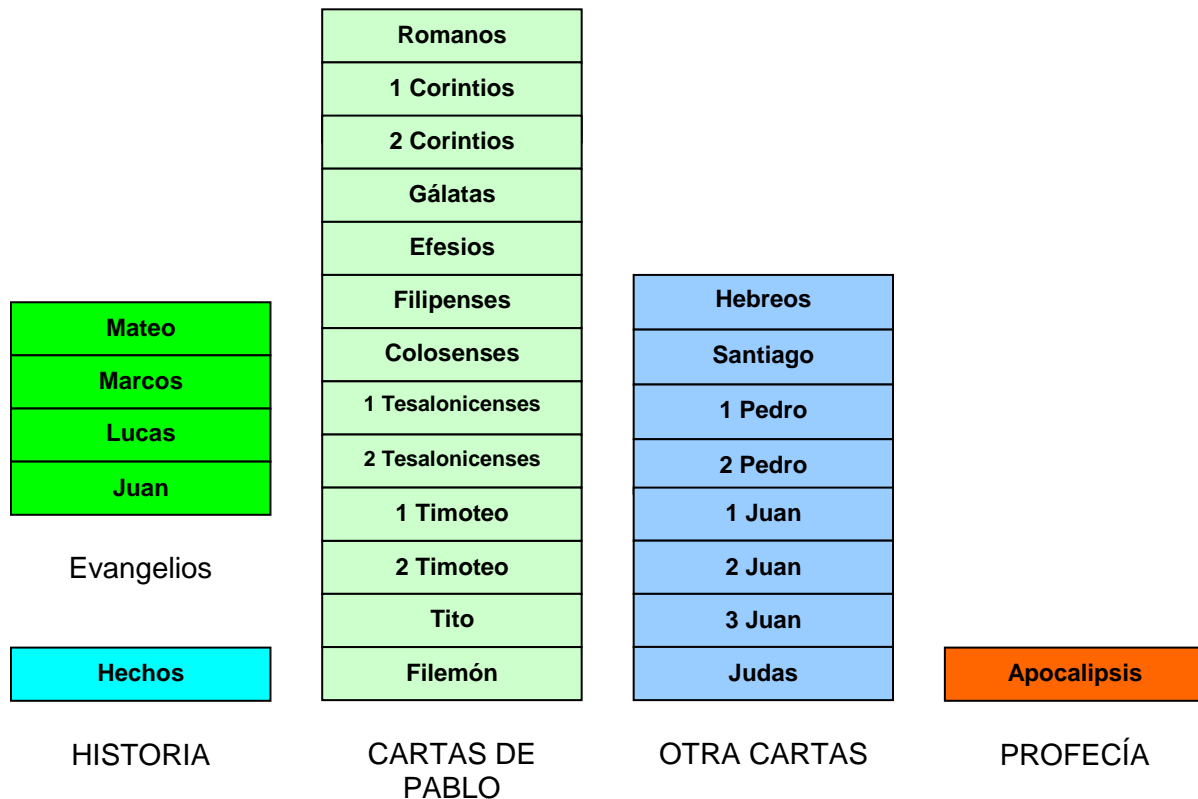 Mateo
Marcos
Lucas
Juan
Evangelios
Hechos
HISTORIA
Romanos
1 Corintios
2 Corintios
Gálatas
Efesios
Filipenses
Colosenses
1 Tesalonicenses
2 Tesalonicenses
1 Timoteo
2 Timoteo
Tito
Filemón
CARTAS DE
PABLO
Hebreos
Santiago
1 Pedro
2 Pedro
1 Juan
2 Juan
3 Juan
Judas
OTRA CARTAS
Apocalipsis
PROFECÍA